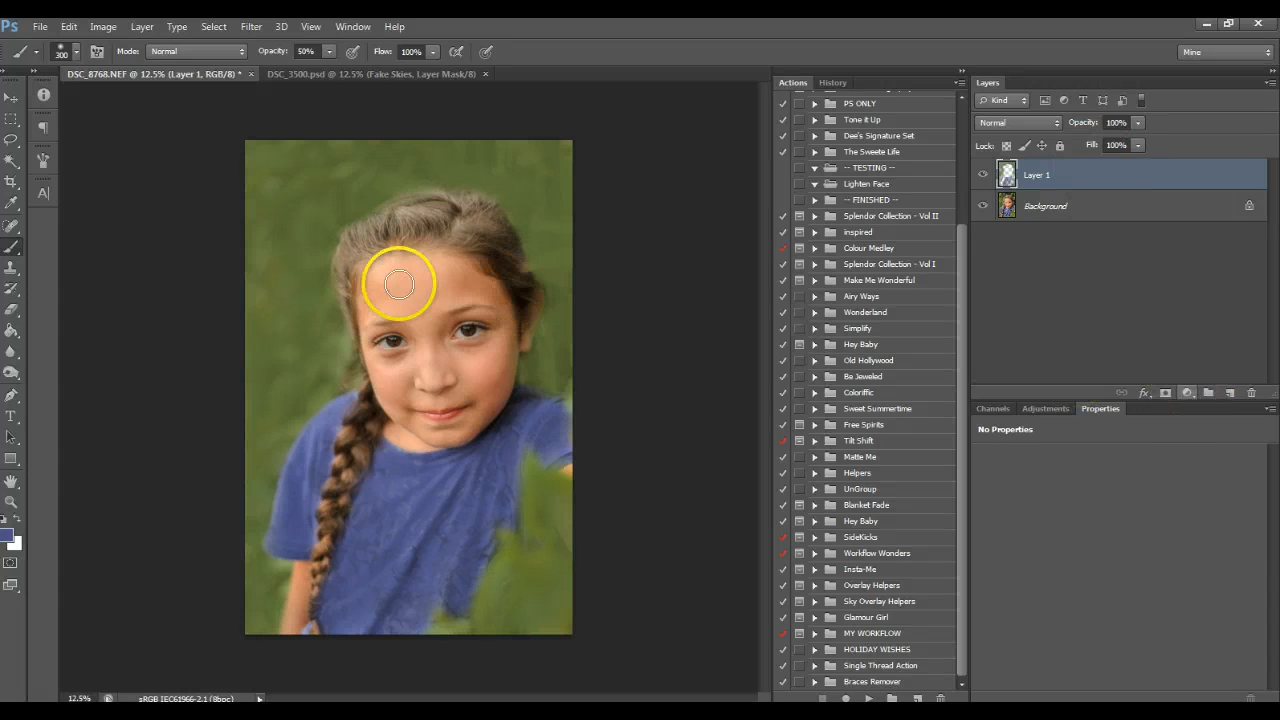 Ps File Edit Image Layer Type Select Filter 3D View Window Help
300 Mode: Normal Opacity: 50% Flow: 100% Mine
DSC_8768.NEF @ 12.5% (Layer 1, RGB/8) * × DSC_3500.psd @ 12.5% (Fake Skies, Layer Mask/8) ×
Actions History
PS ONLY
Tone it Up
Dee's Signature Set
The Sweete Life
-- TESTING --
Lighten Face
-- FINISHED --
Splendor Collection - Vol II
inspired
Colour Medley
Splendor Collection - Vol I
Make Me Wonderful
Airy Ways
Wonderland
Simplify
Hey Baby
Old Hollywood
Be Jeweled
Coloriffic
Sweet Summertime
Free Spirits
Tilt Shift
Matte Me
Helpers
UnGroup
Blanket Fade
Hey Baby
SideKicks
Workflow Wonders
Insta-Me
Overlay Helpers
Sky Overlay Helpers
Glamour Girl
MY WORKFLOW
HOLIDAY WISHES
Single Thread Action
Braces Remover
Layers
Kind
Normal Opacity: 100%
Lock: Fill: 100%
Layer 1
Background
Channels Adjustments Properties
No Properties
12.5% sRGB IEC61966-2.1 (8bpc)